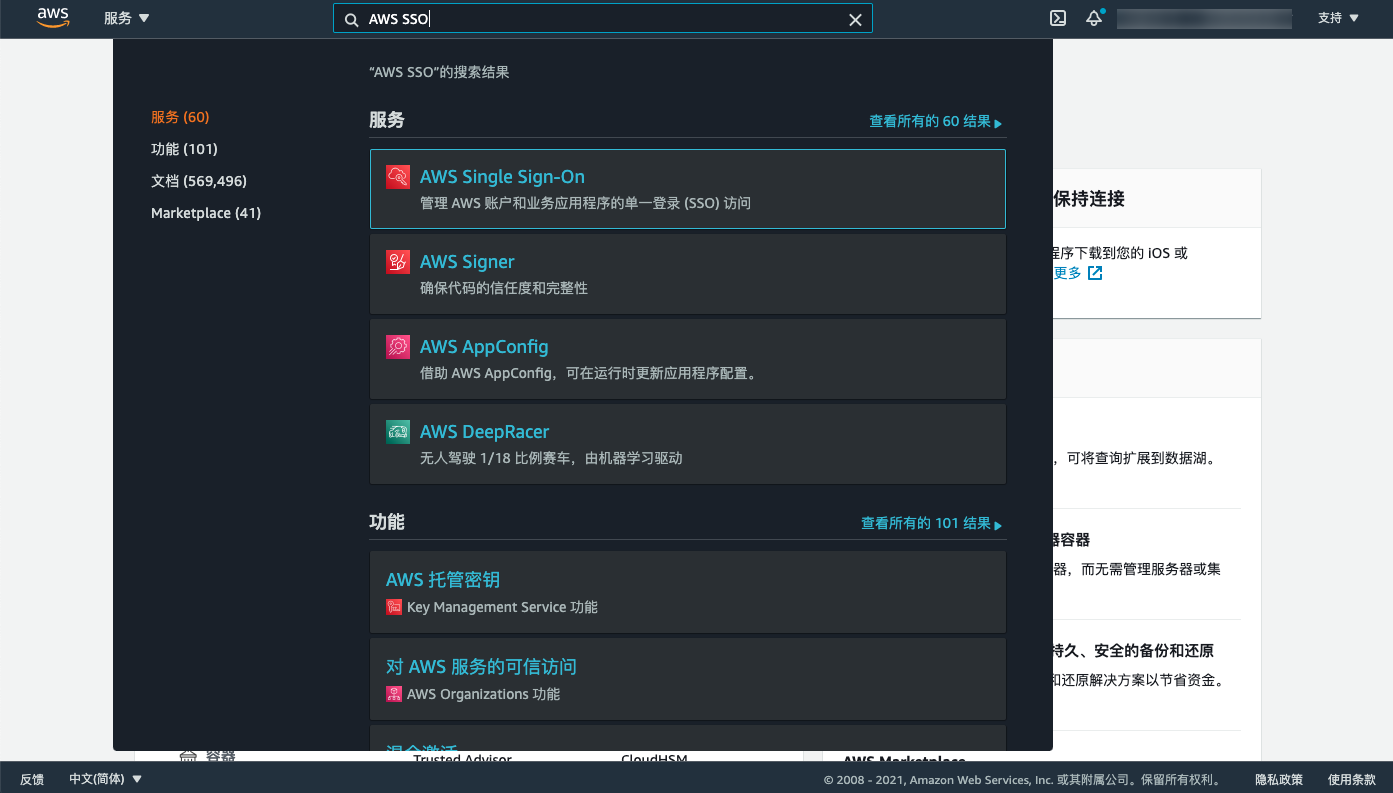 aws
服务
AWS SSO
支持
“AWS SSO”的搜索结果
服务 (60)
功能 (101)
文档 (569,496)
Marketplace (41)
服务
查看所有的 60 结果
AWS Single Sign-On
管理 AWS 账户和业务应用程序的单一登录 (SSO) 访问
AWS Signer
确保代码的信任度和完整性
AWS AppConfig
借助 AWS AppConfig，可在运行时更新应用程序配置。
AWS DeepRacer
无人驾驶 1/18 比例赛车，由机器学习驱动
功能
查看所有的 101 结果
AWS 托管密钥
Key Management Service 功能
对 AWS 服务的可信访问
AWS Organizations 功能
混合激活
保持连接
程序下载到您的 iOS 或
更多
，可将查询扩展到数据湖。
器容器
器，而无需管理服务器或集
持久、安全的备份和还原
和还原解决方案以节省资金。
容器
Trusted Advisor
CloudHSM
AWS Marketplace
反馈
中文(简体)
© 2008 - 2021, Amazon Web Services, Inc. 或其附属公司。保留所有权利。
隐私政策
使用条款